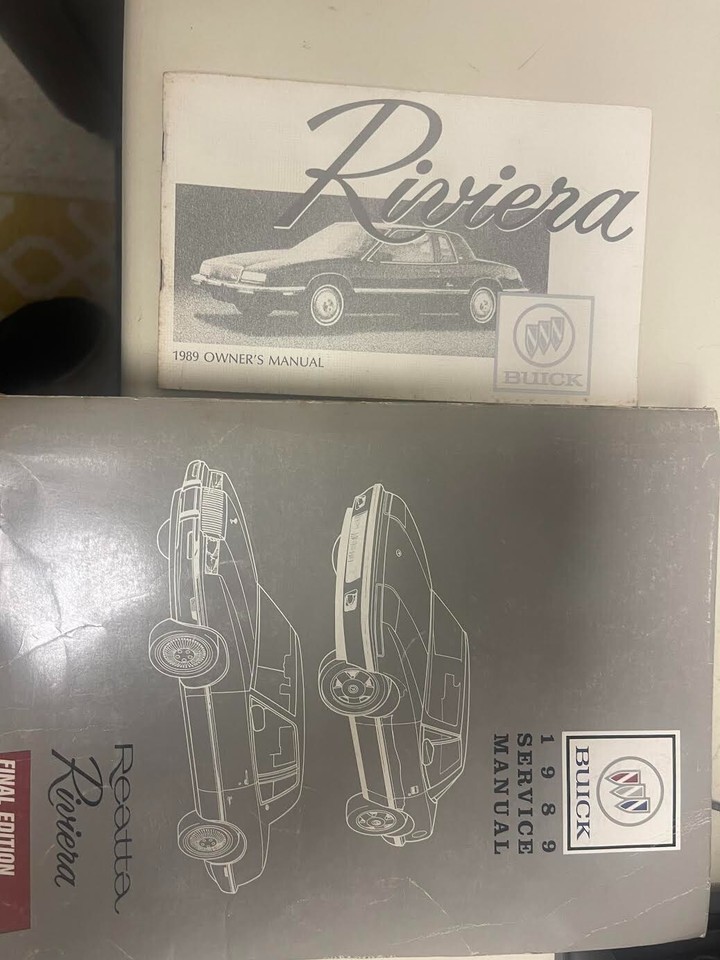 Riviera
1989 OWNER'S MANUAL
BUICK
BUICK
1989
SERVICE
MANUAL
Reatta
Riviera
FINAL EDITION